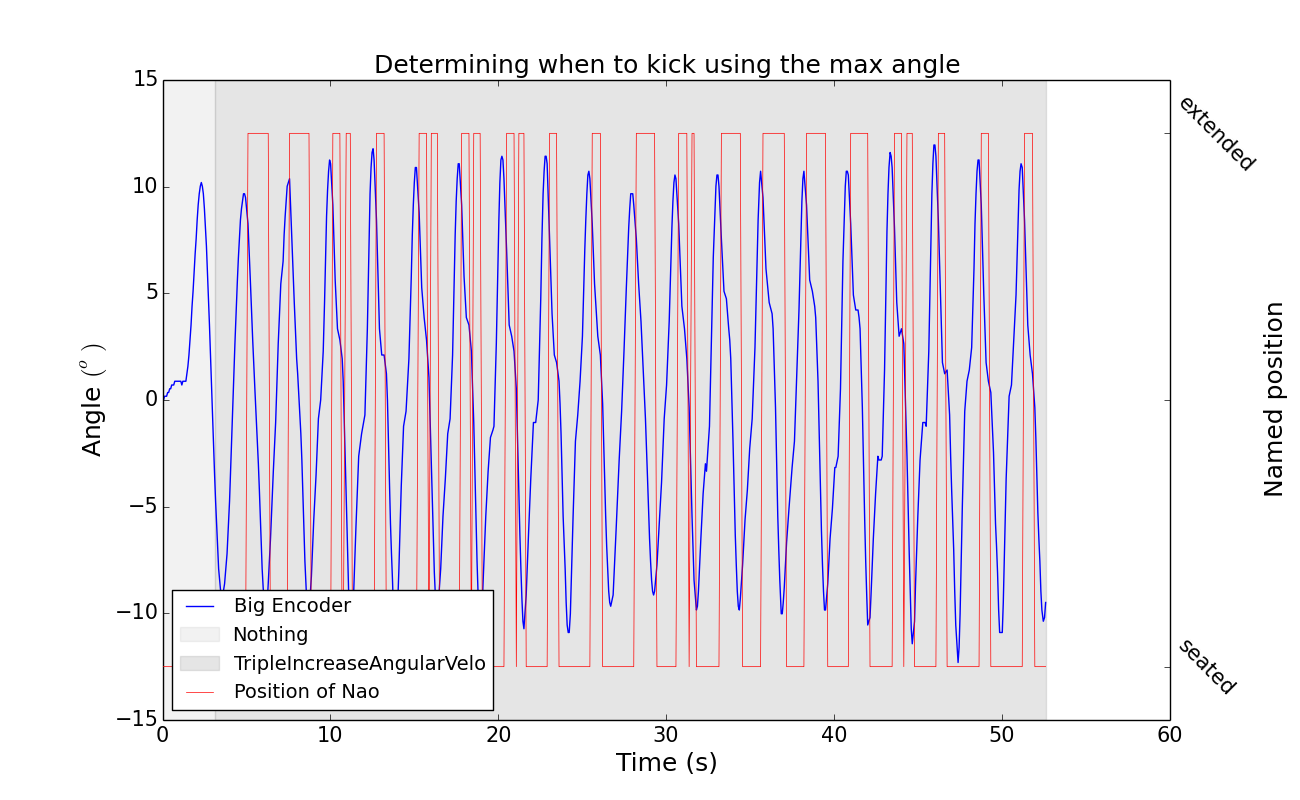 Determining when to kick using the max angle
15
10
5
0
−5
−10
−15
Angle (°)
extended
seated
Named position
Big Encoder
Nothing
TripleIncreaseAngularVelo
Position of Nao
0 10 20 30 40 50 60
Time (s)